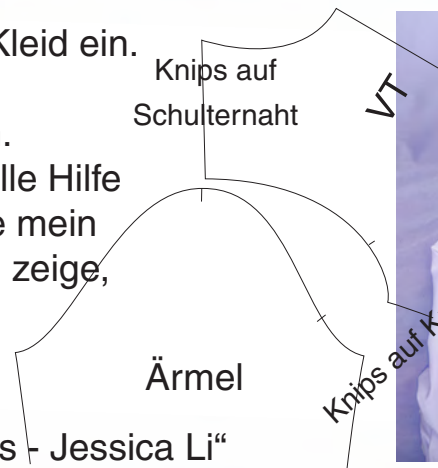 Kleid ein.
Knips auf
Schulternaht
VT
lle Hilfe
mein
zeige,
Ärmel
Knips auf K
s - Jessica Li“